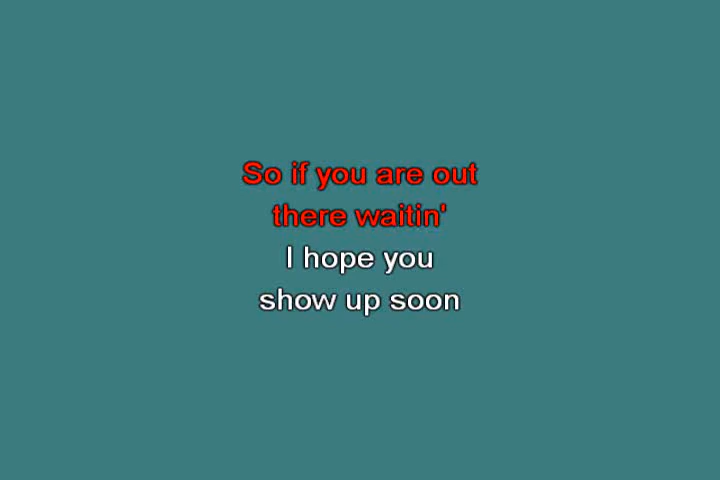 So if you are out
there waitin'
I hope you
show up soon